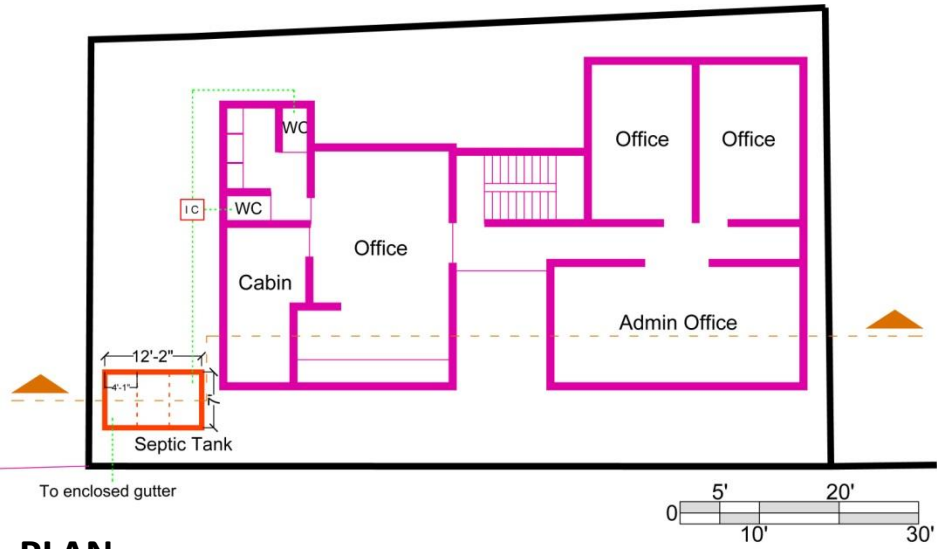 WC
Office
Office
WC
I C
Office
Cabin
Admin Office
12'-2"
4'-1"
7'
Septic Tank
To enclosed gutter
5'
20'
0
10'
30'